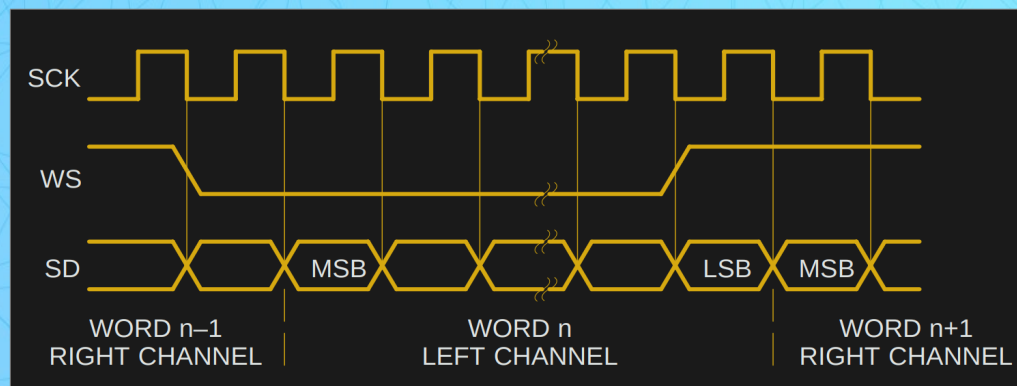 SCK
WS
SD
MSB
LSB
MSB
WORD n–1
RIGHT CHANNEL
WORD n
LEFT CHANNEL
WORD n+1
RIGHT CHANNEL